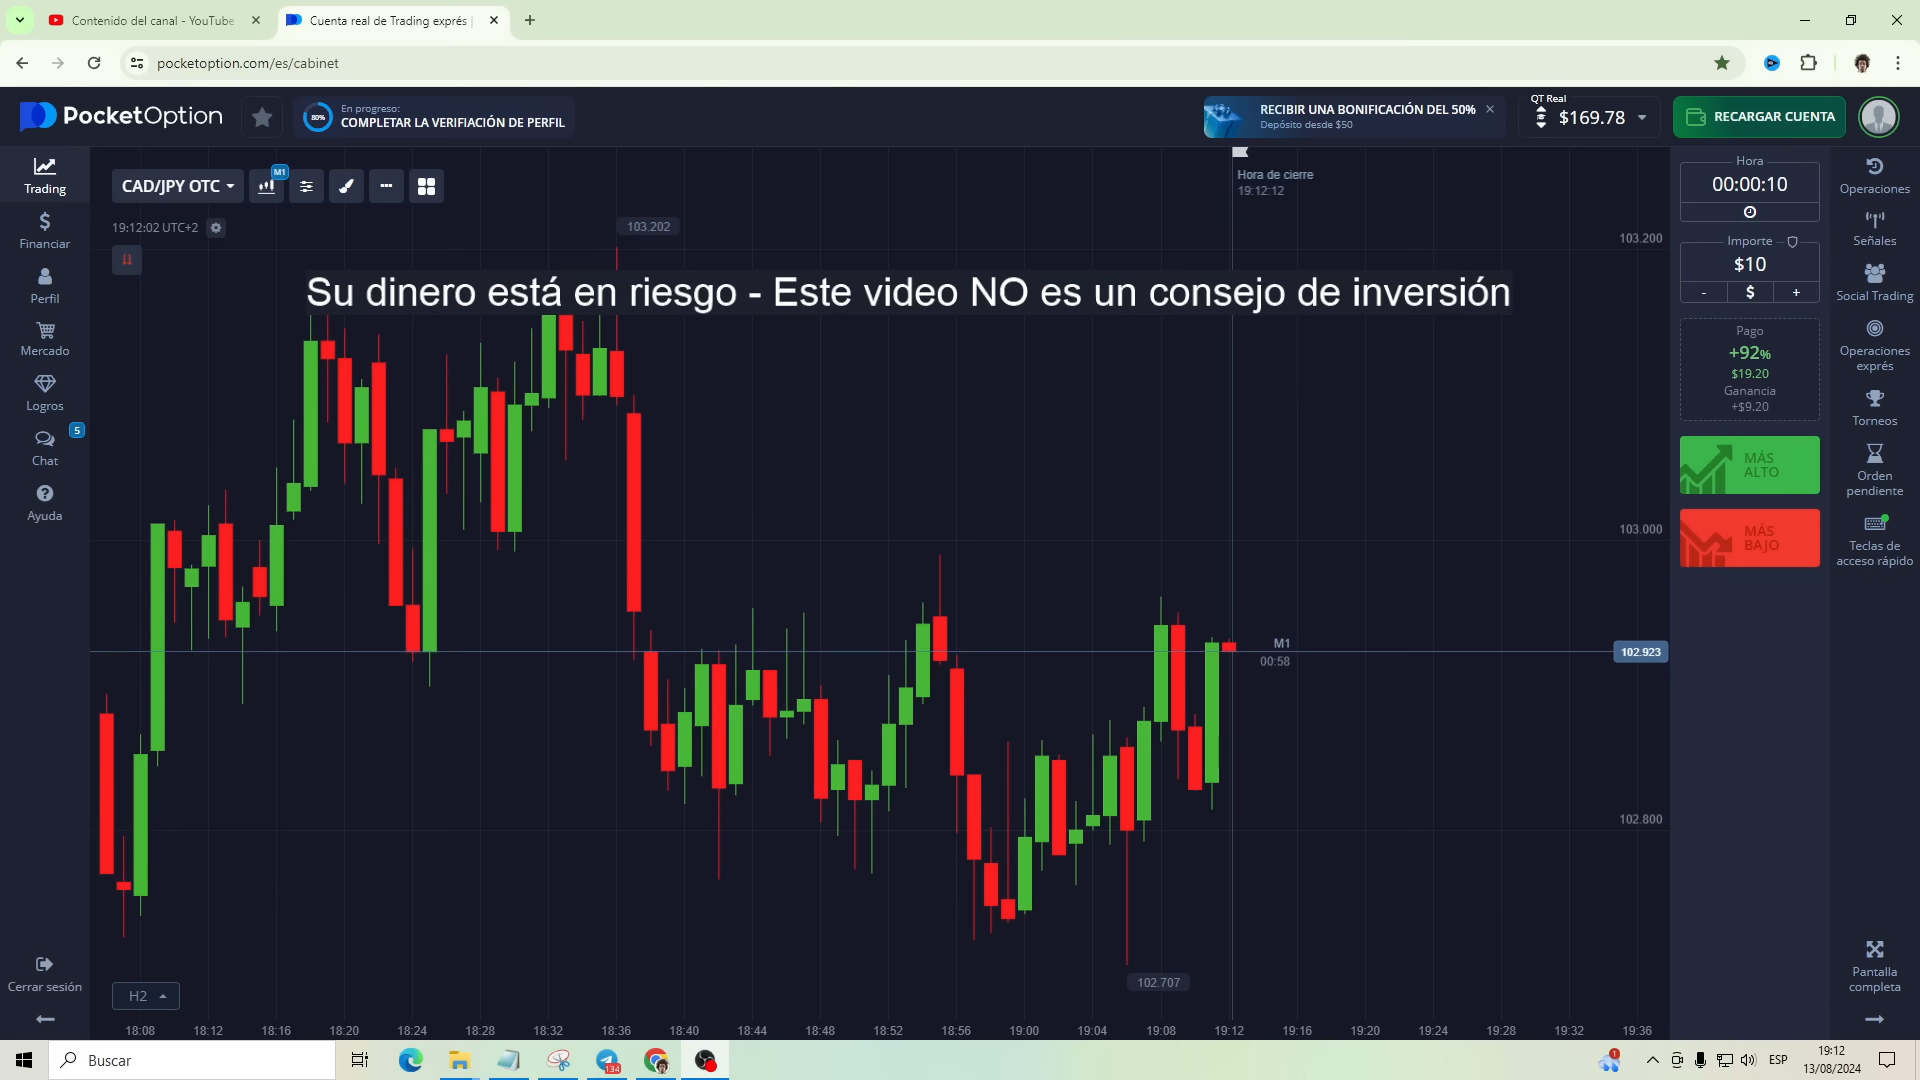 Contenido del canal - YouTube
Cuenta real de Trading exprés |
pocketoption.com/es/cabinet
PocketOption
80%
En progreso:
COMPLETAR LA VERIFIACIÓN DE PERFIL
RECIBIR UNA BONIFICACIÓN DEL 50%
Depósito desde $50
QT Real
$169.78
RECARGAR CUENTA
Trading
Financiar
Perfil
Mercado
Logros
5
Chat
Ayuda
Cerrar sesión
CAD/JPY OTC
M1
19:12:02 UTC+2
Hora de cierre
19:12:12
103.202
Su dinero está en riesgo - Este video NO es un consejo de inversión
103.200
103.000
M1
00:58
102.923
102.800
102.707
H2
18:08
18:12
18:16
18:20
18:24
18:28
18:32
18:36
18:40
18:44
18:48
18:52
18:56
19:00
19:04
19:08
19:12
19:16
19:20
19:24
19:28
19:32
19:36
Hora
00:00:10
Importe
$10
- $ +
Pago
+92%
$19.20
Ganancia
+$9.20
MÁS
ALTO
MÁS
BAJO
Operaciones
Señales
Social Trading
Operaciones
exprés
Torneos
Orden
pendiente
Teclas de
acceso rápido
Pantalla
completa
Buscar
134
1
ESP
19:12
13/08/2024